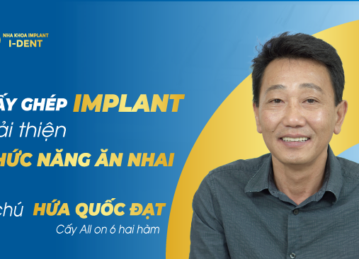 NHA KHOA IMPLANT
I-DENT
ẤY GHÉP IMPLANT
ải thiện
HỨC NĂNG ĂN NHAI
chú HỨA QUỐC ĐẠT
Cấy All on 6 hai hàm